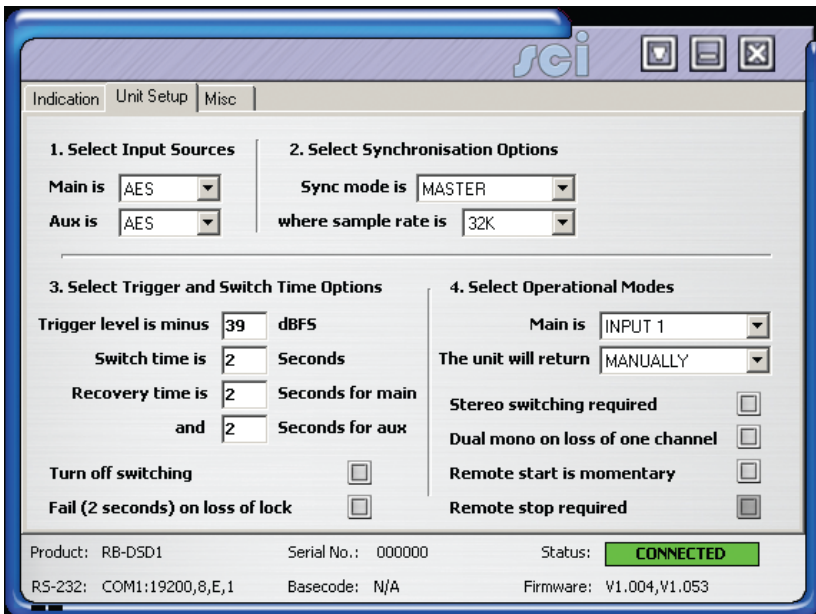 sci
Indication Unit Setup Misc
1. Select Input Sources
Main is AES
Aux is AES
2. Select Synchronisation Options
Sync mode is MASTER
where sample rate is 32K
3. Select Trigger and Switch Time Options
Trigger level is minus 39 dBFS
Switch time is 2 Seconds
Recovery time is 2 Seconds for main
and 2 Seconds for aux
Turn off switching
Fail (2 seconds) on loss of lock
4. Select Operational Modes
Main is INPUT 1
The unit will return MANUALLY
Stereo switching required
Dual mono on loss of one channel
Remote start is momentary
Remote stop required
Product: RB-DSD1 Serial No.: 000000 Status: CONNECTED
RS-232: COM1:19200,8,E,1 Basecode: N/A Firmware: V1.004,V1.053